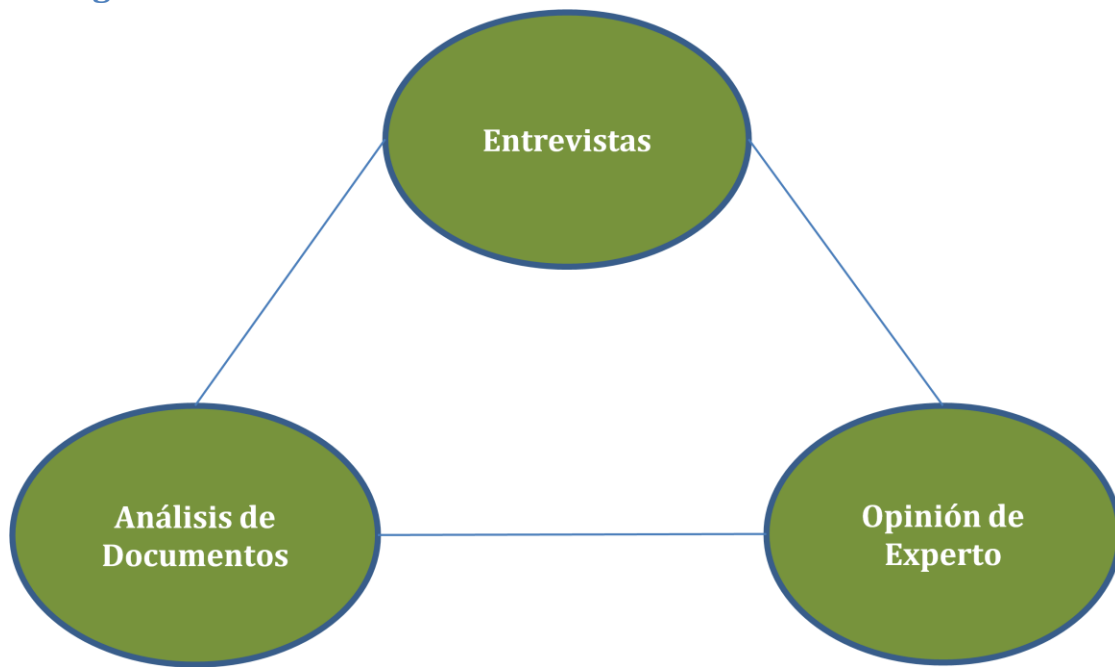 Entrevistas
Análisis de
Documentos
Opinión de
Experto